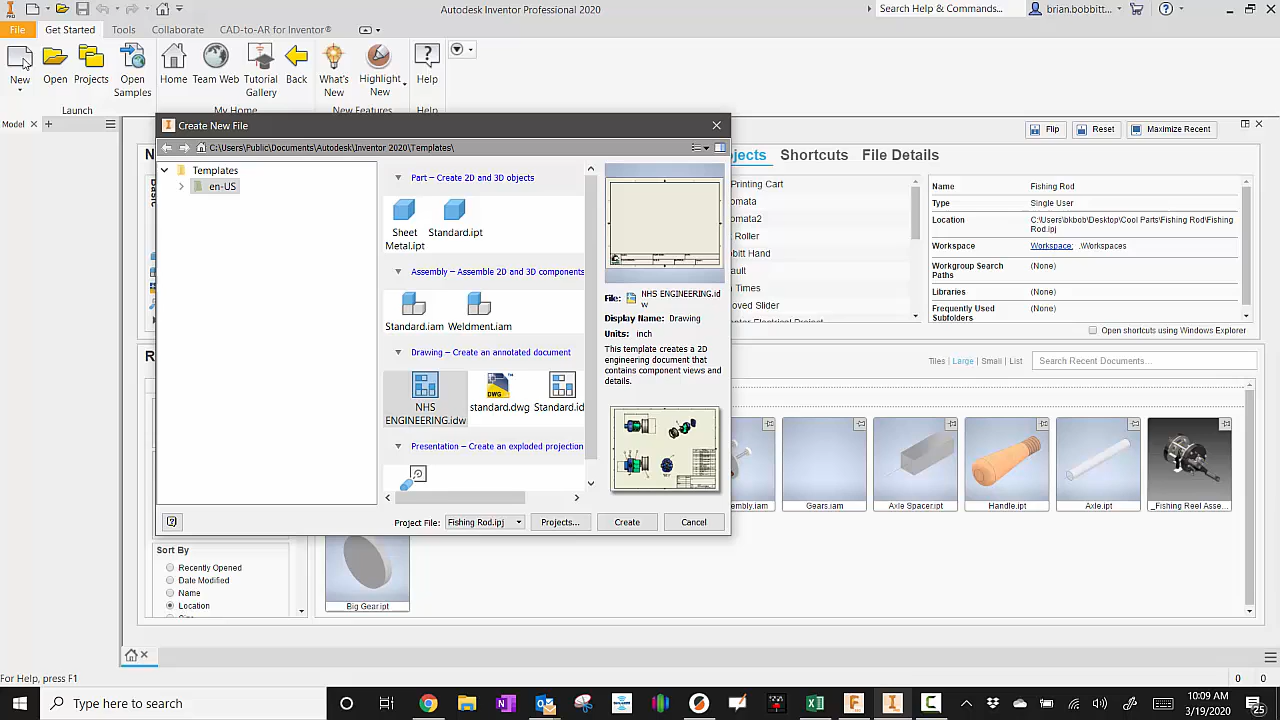 Autodesk Inventor Professional 2020
Search Help & Commands...
brian.bobbitt...
File
Get Started
Tools
Collaborate
CAD-to-AR for Inventor®
New
Open
Projects
Open
Samples
Home
Team Web
Tutorial
Gallery
Back
What's
New
Highlight
New
Help
Launch
My Home
New Features
Help
Model
Create New File
C:\Users\Public\Documents\Autodesk\Inventor 2020\Templates\
Templates
en-US
Part – Create 2D and 3D objects
Sheet
Metal.ipt
Standard.ipt
Assembly – Assemble 2D and 3D components
Standard.iam
Weldment.iam
Drawing – Create an annotated document
NHS
ENGINEERING.idw
standard.dwg
Standard.id
Presentation – Create an exploded projection
File:
NHS ENGINEERING.id
w
Display Name: Drawing
Units: inch
This template creates a 2D
engineering document that
contains component views and
details.
Project File:
Fishing Rod.ipj
Projects...
Create
Cancel
Flip
Reset
Maximize Recent
ojects
Shortcuts
File Details
Printing Cart
omata
omata2
Roller
bbitt Hand
ault
Times
oved Slider
Name
Fishing Rod
Type
Single User
Location
C:\Users\bkbob\Desktop\Cool Parts\Fishing Rod\Fishing
Rod.ipj
Workspace
Workspace: .\Workspaces
Workgroup Search
Paths
(None)
Libraries
(None)
Frequently Used
Subfolders
(None)
Open shortcuts using Windows Explorer
Tiles | Large | Small | List
Search Recent Documents...
embly.iam
Gears.iam
Axle Spacer.ipt
Handle.ipt
Axle.ipt
_Fishing Reel Asse...
Sort By
Recently Opened
Date Modified
Name
Location
Big Gear.ipt
For Help, press F1
0
0
Type here to search
10:09 AM
3/19/2020
25